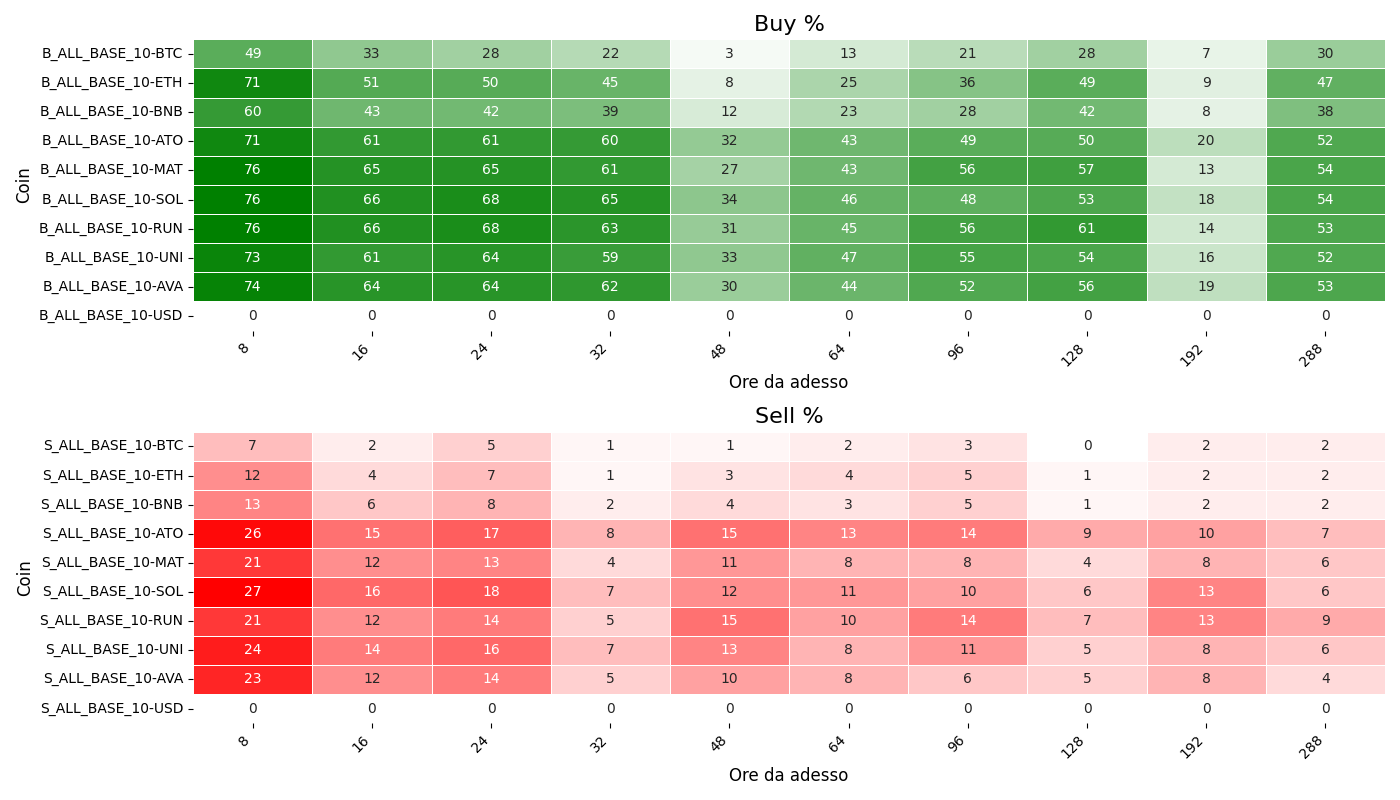 Buy %
B_ALL_BASE_10-BTC 49 33 28 22 3 13 21 28 7 30
B_ALL_BASE_10-ETH 71 51 50 45 8 25 36 49 9 47
B_ALL_BASE_10-BNB 60 43 42 39 12 23 28 42 8 38
B_ALL_BASE_10-ATO 71 61 61 60 32 43 49 50 20 52
B_ALL_BASE_10-MAT 76 65 65 61 27 43 56 57 13 54
Coin
B_ALL_BASE_10-SOL 76 66 68 65 34 46 48 53 18 54
B_ALL_BASE_10-RUN 76 66 68 63 31 45 56 61 14 53
B_ALL_BASE_10-UNI 73 61 64 59 33 47 55 54 16 52
B_ALL_BASE_10-AVA 74 64 64 62 30 44 52 56 19 53
B_ALL_BASE_10-USD 0 0 0 0 0 0 0 0 0 0
8 16 24 32 48 64 96 128 192 288
Ore da adesso
Sell %
S_ALL_BASE_10-BTC 7 2 5 1 1 2 3 0 2 2
S_ALL_BASE_10-ETH 12 4 7 1 3 4 5 1 2 2
S_ALL_BASE_10-BNB 13 6 8 2 4 3 5 1 2 2
S_ALL_BASE_10-ATO 26 15 17 8 15 13 14 9 10 7
S_ALL_BASE_10-MAT 21 12 13 4 11 8 8 4 8 6
Coin
S_ALL_BASE_10-SOL 27 16 18 7 12 11 10 6 13 6
S_ALL_BASE_10-RUN 21 12 14 5 15 10 14 7 13 9
S_ALL_BASE_10-UNI 24 14 16 7 13 8 11 5 8 6
S_ALL_BASE_10-AVA 23 12 14 5 10 8 6 5 8 4
S_ALL_BASE_10-USD 0 0 0 0 0 0 0 0 0 0
8 16 24 32 48 64 96 128 192 288
Ore da adesso